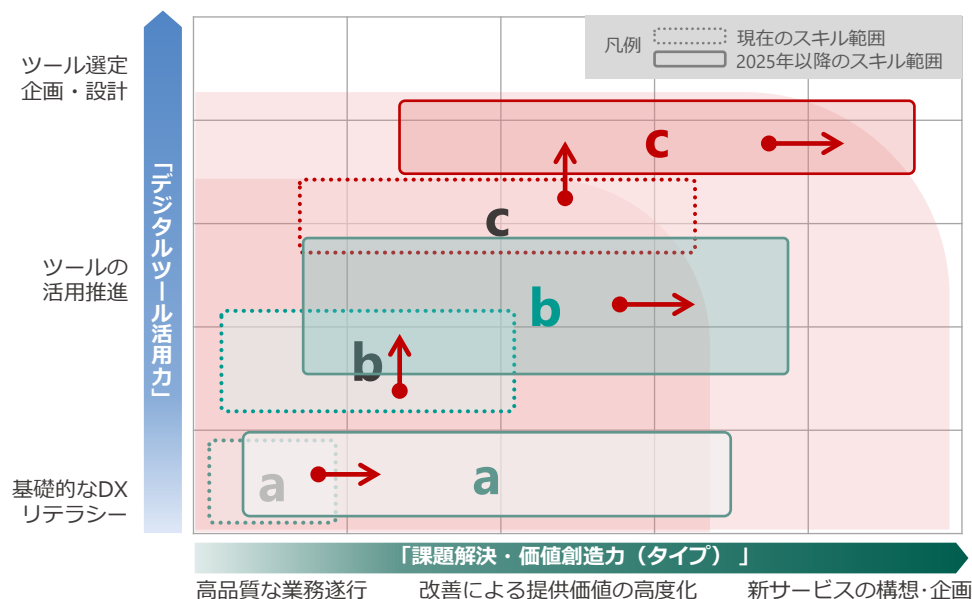 凡例
現在のスキル範囲
2025年以降のスキル範囲
ツール選定
企画・設計
「デジタルツール活用力」
ツールの
活用推進
基礎的なDX
リテラシー
c
c
b
b
a
a
「課題解決・価値創造力（タイプ） 」
高品質な業務遂行
改善による提供価値の高度化
新サービスの構想・企画